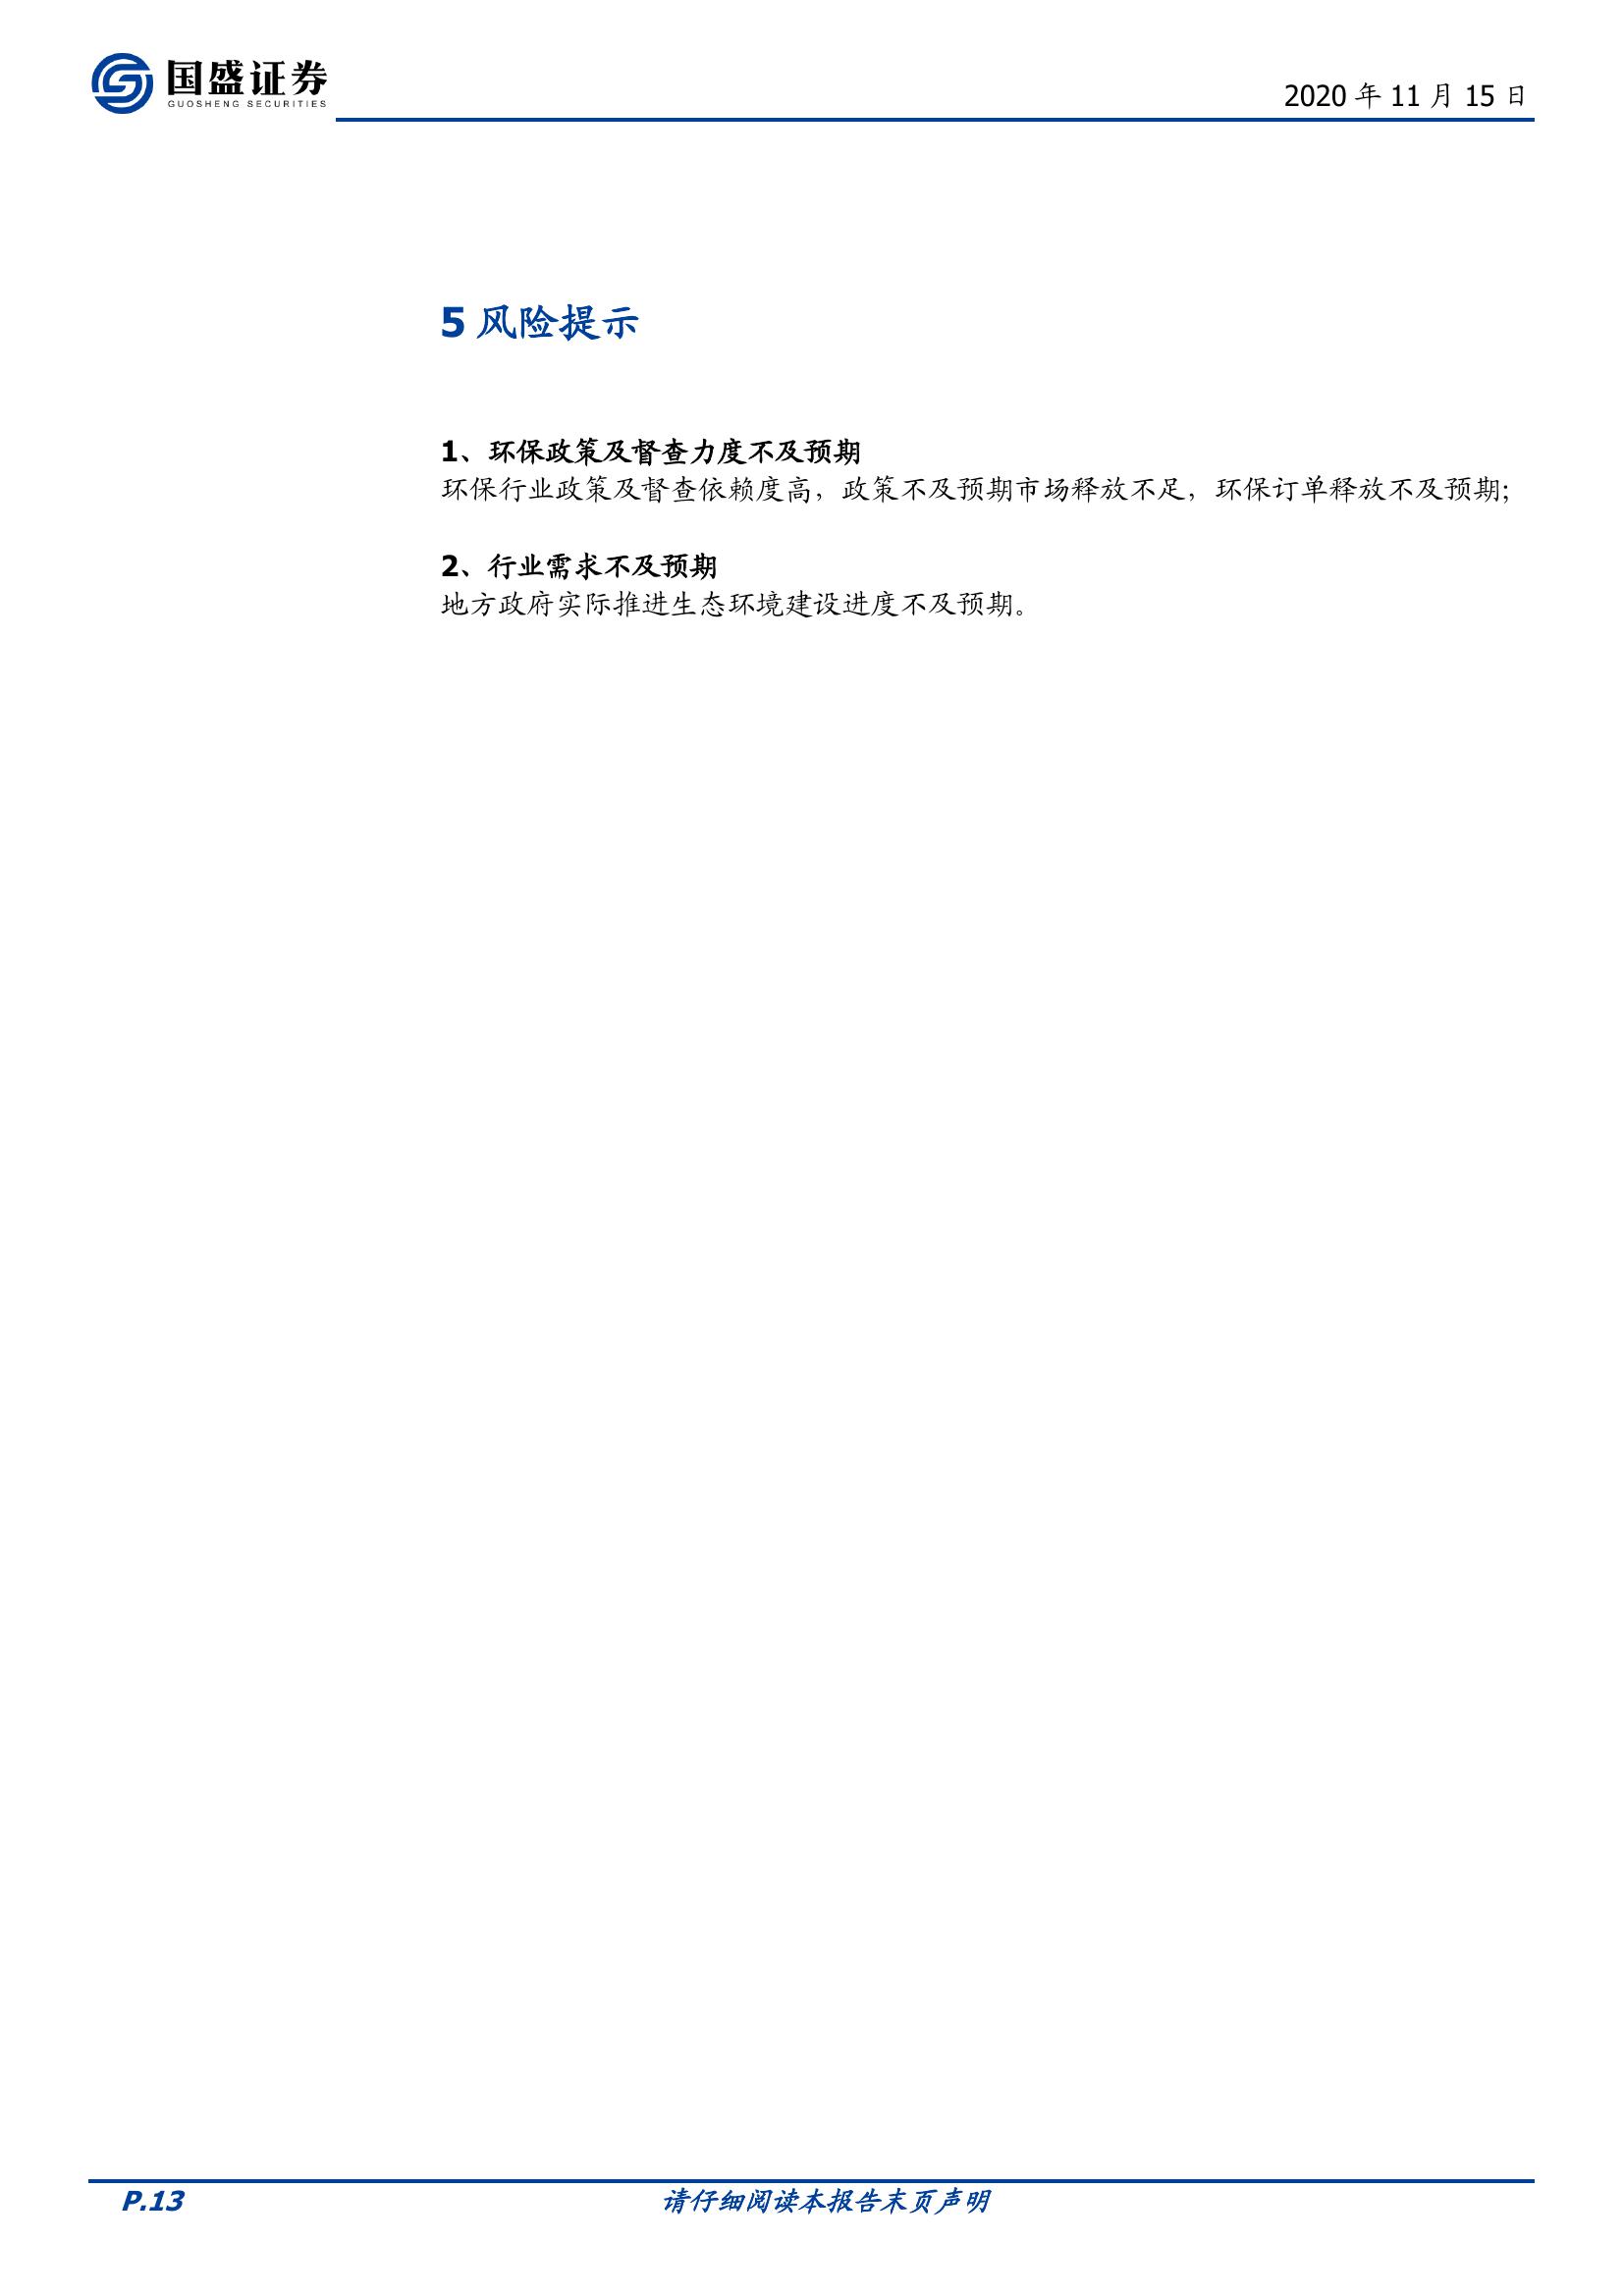 国盛证券
GUOSHENG SECURITIES
2020 年 11 月 15 日
5 风险提示
1、环保政策及督查力度不及预期
环保行业政策及督查依赖度高，政策不及预期市场释放不足，环保订单释放不及预期;
2、行业需求不及预期
地方政府实际推进生态环境建设进度不及预期。
P.13
请仔细阅读本报告末页声明